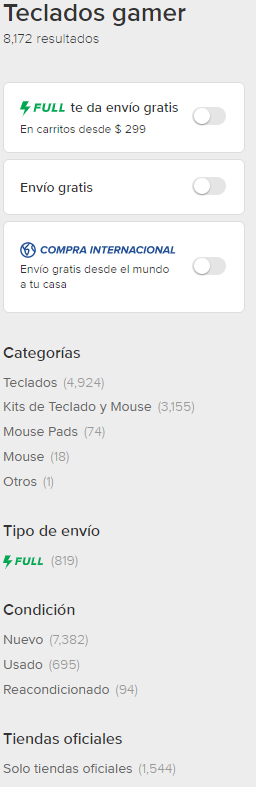 Teclados gamer
8,172 resultados
FULL te da envío gratis
En carritos desde $ 299
Envío gratis
COMPRA INTERNACIONAL
Envío gratis desde el mundo
a tu casa
Categorías
Teclados (4,924)
Kits de Teclado y Mouse (3,155)
Mouse Pads (74)
Mouse (18)
Otros (1)
Tipo de envío
FULL (819)
Condición
Nuevo (7,382)
Usado (695)
Reacondicionado (94)
Tiendas oficiales
Solo tiendas oficiales (1,544)